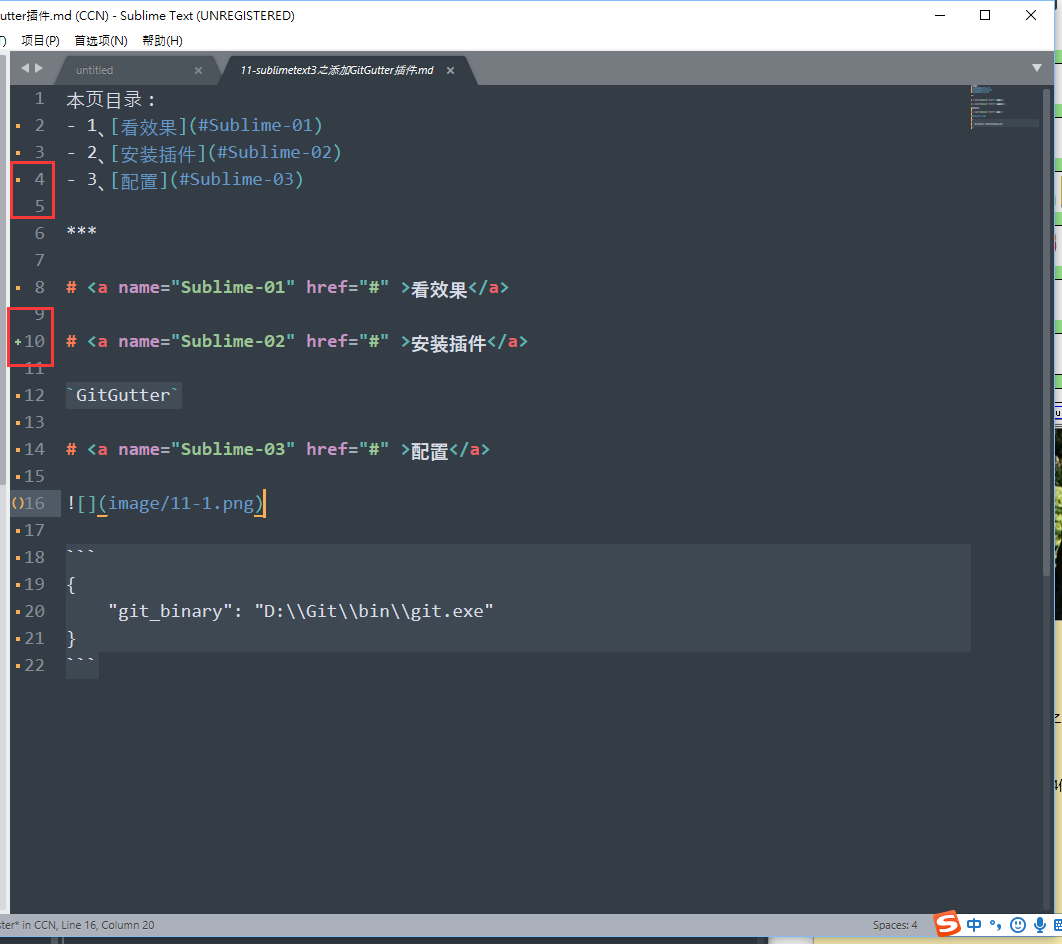 utter插件.md (CCN) - Sublime Text (UNREGISTERED)
T) 项目(P) 首选项(N) 帮助(H)
untitled × 11-sublimetext3之添加GitGutter插件.md ×
1 本页目录：
2 - 1、[看效果](#Sublime-01)
3 - 2、[安装插件](#Sublime-02)
4 - 3、[配置](#Sublime-03)
5
6 ***
7
8 # <a name="Sublime-01" href="#" >看效果</a>
9
10 # <a name="Sublime-02" href="#" >安装插件</a>
11
12 `GitGutter`
13
14 # <a name="Sublime-03" href="#" >配置</a>
15
16 ![](image/11-1.png)
17
18 ```
19 {
20 "git_binary": "D:\\Git\\bin\\git.exe"
21 }
22 ```
ster* in CCN, Line 16, Column 20 Spaces: 4 S 中